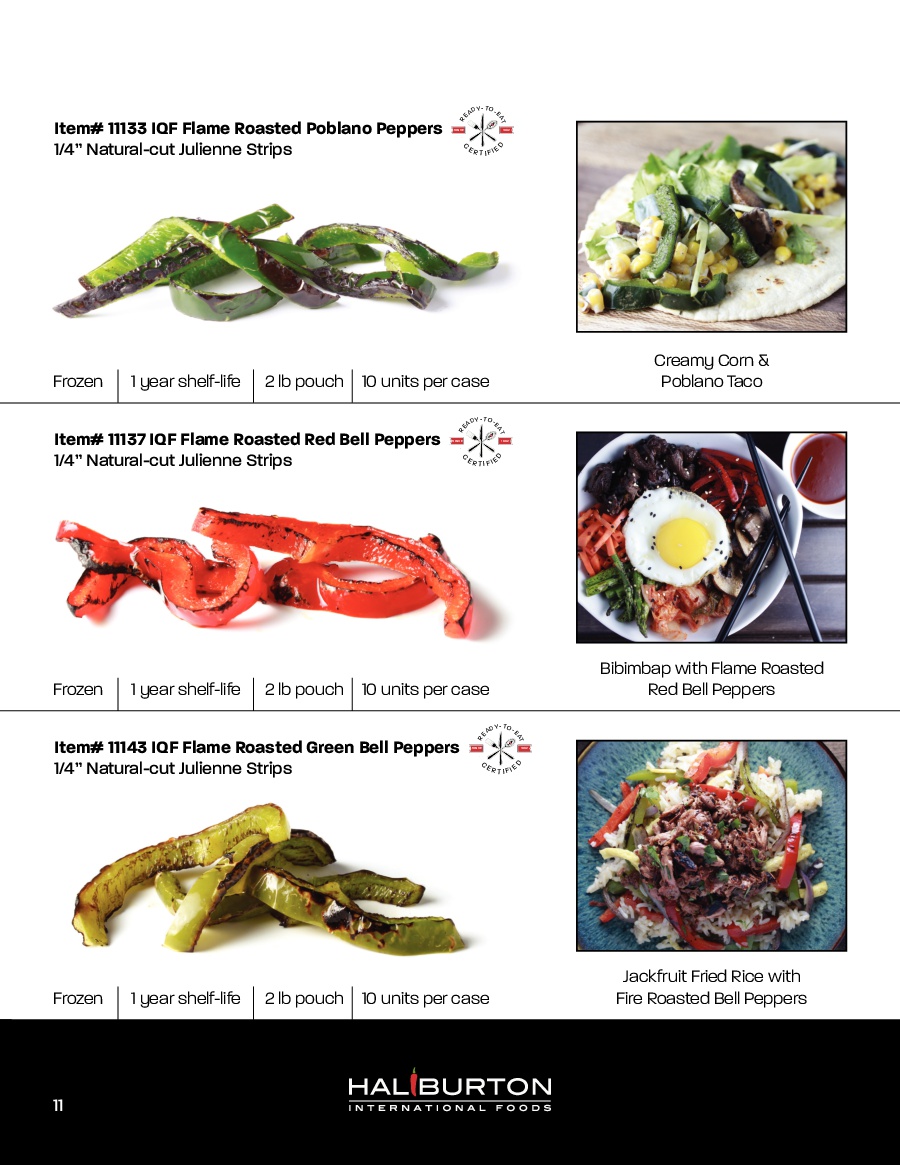 Item# 11133 IQF Flame Roasted Poblano Peppers
1/4” Natural-cut Julienne Strips
READY-TO-EAT
CERTIFIED
Frozen
1 year shelf-life
2 lb pouch
10 units per case
Creamy Corn &
Poblano Taco
Item# 11137 IQF Flame Roasted Red Bell Peppers
1/4” Natural-cut Julienne Strips
READY-TO-EAT
CERTIFIED
Frozen
1 year shelf-life
2 lb pouch
10 units per case
Bibimbap with Flame Roasted
Red Bell Peppers
Item# 11143 IQF Flame Roasted Green Bell Peppers
1/4” Natural-cut Julienne Strips
READY-TO-EAT
CERTIFIED
Frozen
1 year shelf-life
2 lb pouch
10 units per case
Jackfruit Fried Rice with
Fire Roasted Bell Peppers
11
HALIBURTON
INTERNATIONAL FOODS